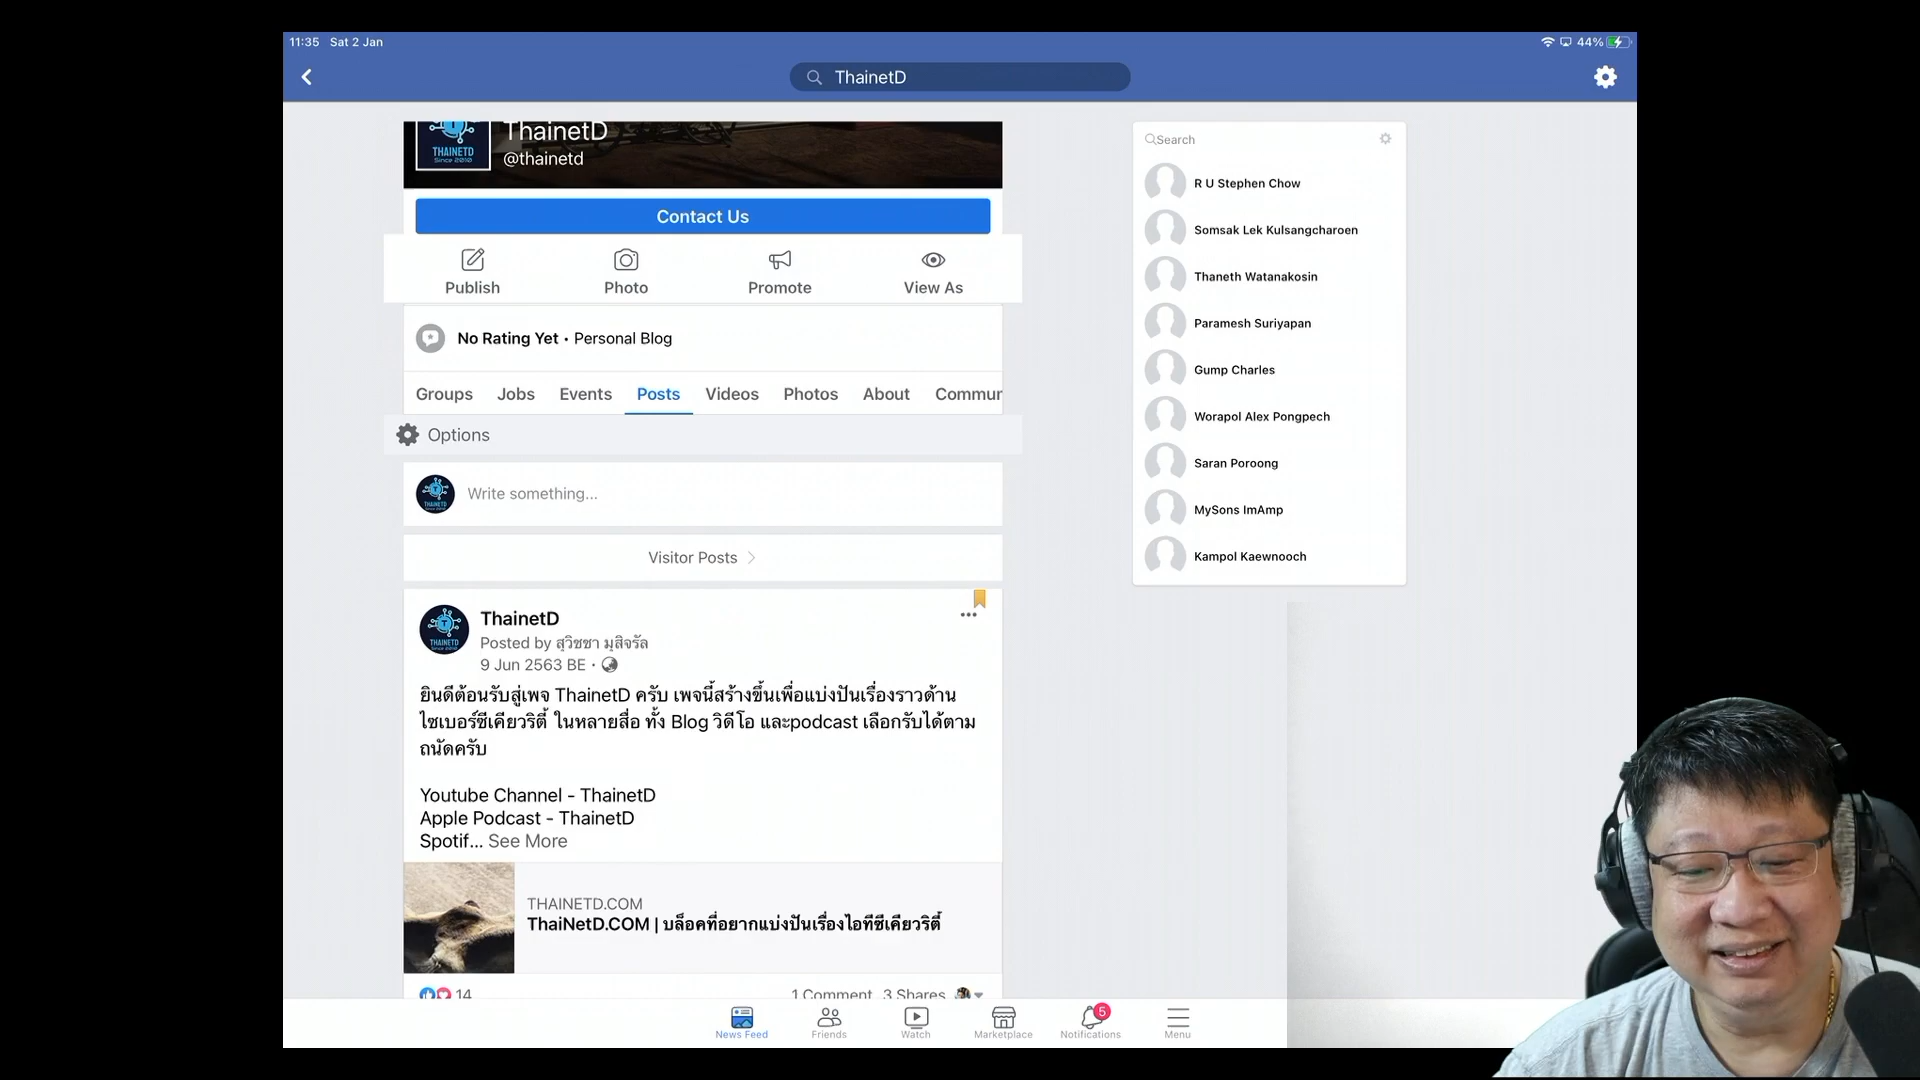 11:35 Sat 2 Jan
44%
ThainetD
ThainetD
@thainetd
THAINETD
Since 2010
Contact Us
Publish
Photo
Promote
View As
No Rating Yet • Personal Blog
Groups
Jobs
Events
Posts
Videos
Photos
About
Commur
Options
Write something...
Visitor Posts
ThainetD
Posted by สุวิชชา มุสิจรัล
9 Jun 2563 BE ·
THAINETD
ยินดีต้อนรับสู่เพจ ThainetD ครับ เพจนี้สร้างขึ้นเพื่อแบ่งปันเรื่องราวด้าน
ไซเบอร์ซีเคียวริตี้ ในหลายสื่อ ทั้ง Blog วิดีโอ และpodcast เลือกรับได้ตาม
ถนัดครับ
Youtube Channel - ThainetD
Apple Podcast - ThainetD
Spotif... See More
THAINETD.COM
ThaiNetD.COM | บล็อคที่อยากแบ่งปันเรื่องไอทีซีเคียวริตี้
14
1 Comment 3 Shares
Search
R U Stephen Chow
Somsak Lek Kulsangcharoen
Thaneth Watanakosin
Paramesh Suriyapan
Gump Charles
Worapol Alex Pongpech
Saran Poroong
MySons ImAmp
Kampol Kaewnooch
News Feed
Friends
Watch
Marketplace
5
Notifications
Menu